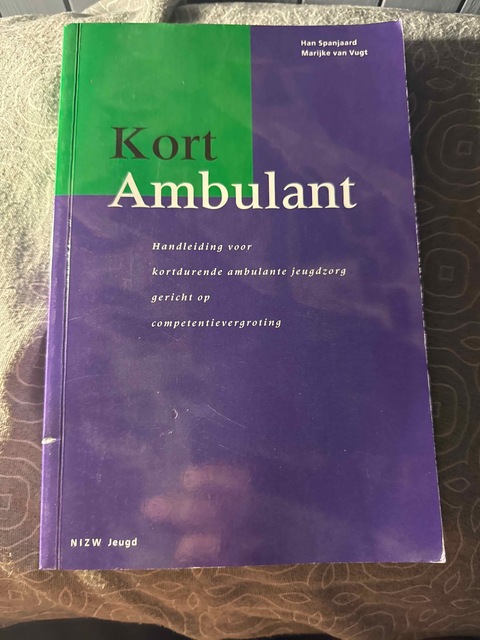 Han Spanjaard
Marijke van Vugt
Kort
Ambulant
Handleiding voor
kortdurende ambulante jeugdzorg
gericht op
competentievergroting
NIZW Jeugd